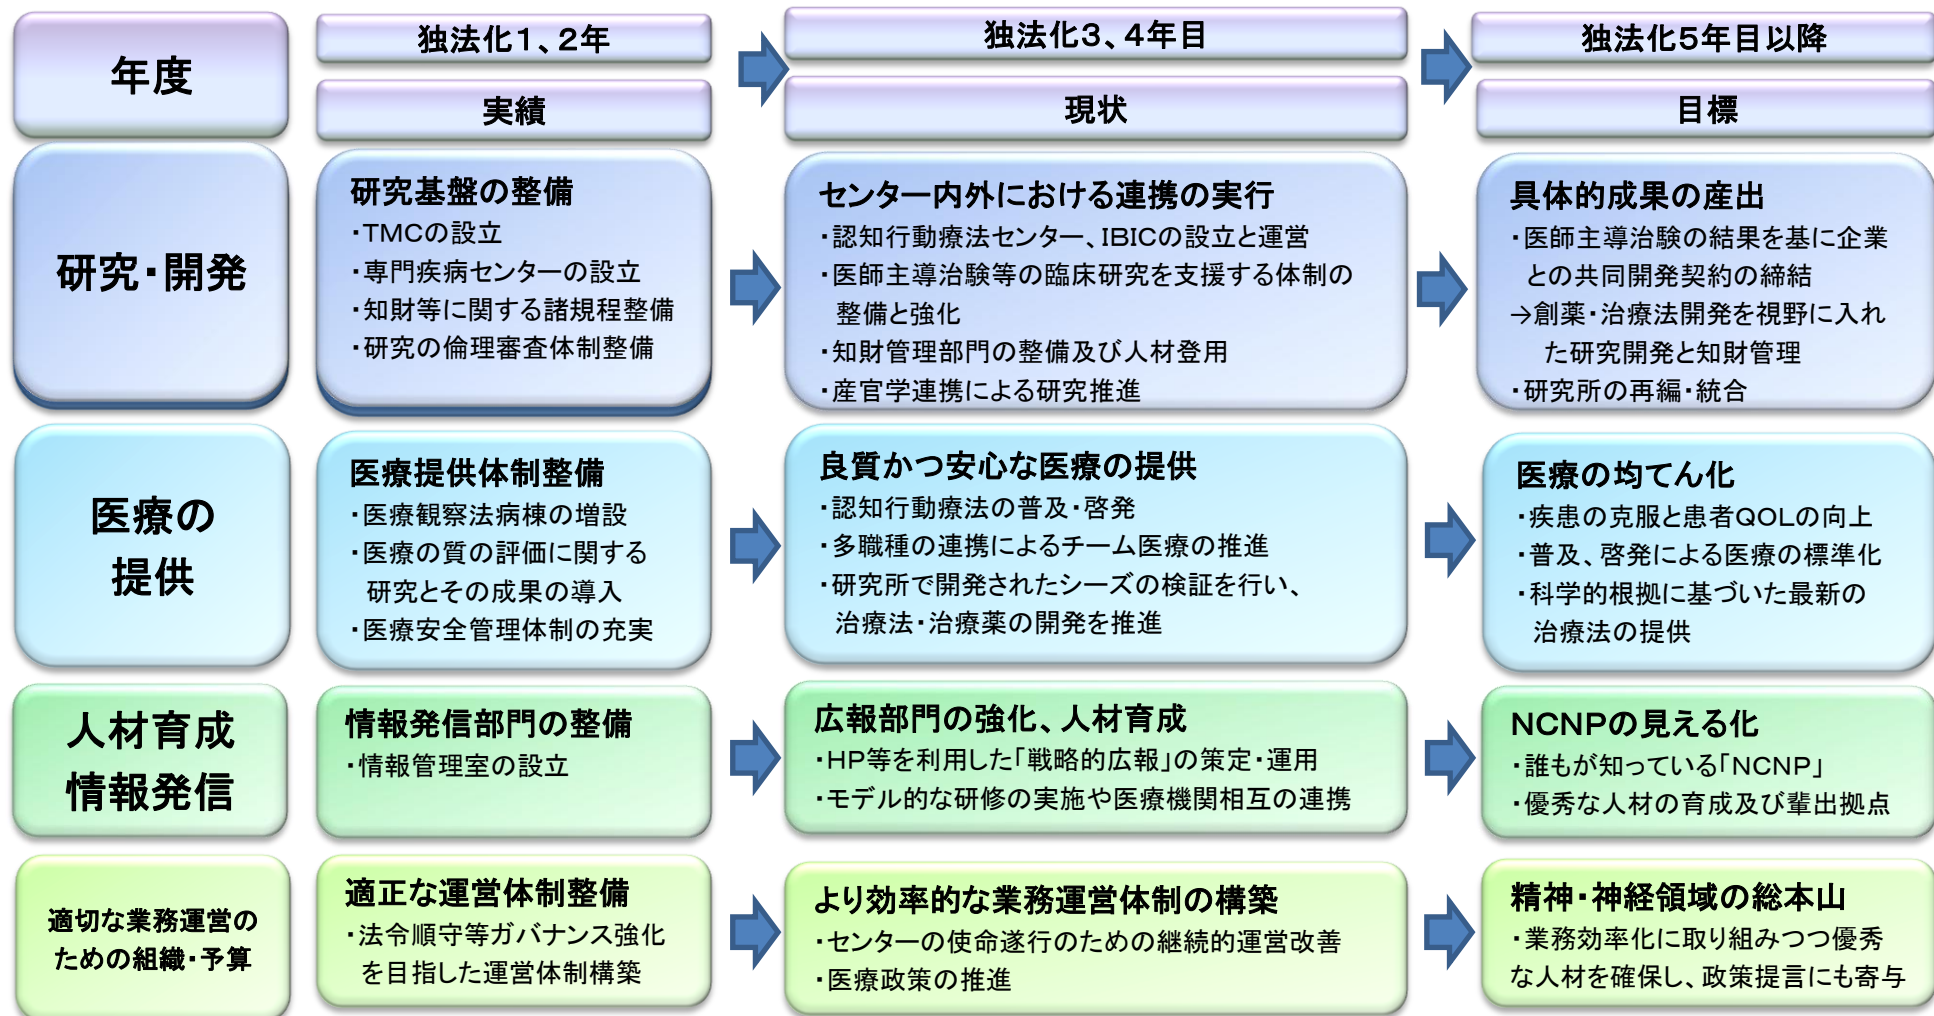 年度
独法化1、2年
独法化3、4年目
独法化5年目以降
実績
現状
目標
研究・開発
研究基盤の整備
・TMCの設立
・専門疾病センターの設立
・知財等に関する諸規程整備
・研究の倫理審査体制整備
センター内外における連携の実行
・認知行動療法センター、IBICの設立と運営
・医師主導治験等の臨床研究を支援する体制の
整備と強化
・知財管理部門の整備及び人材登用
・産官学連携による研究推進
具体的成果の産出
・医師主導治験の結果を基に企業
との共同開発契約の締結
→創薬・治療法開発を視野に入れ
た研究開発と知財管理
・研究所の再編・統合
医療の
提供
医療提供体制整備
・医療観察法病棟の増設
・医療の質の評価に関する
研究とその成果の導入
・医療安全管理体制の充実
良質かつ安心な医療の提供
・認知行動療法の普及・啓発
・多職種の連携によるチーム医療の推進
・研究所で開発されたシーズの検証を行い、
治療法・治療薬の開発を推進
医療の均てん化
・疾患の克服と患者QOLの向上
・普及、啓発による医療の標準化
・科学的根拠に基づいた最新の
治療法の提供
人材育成
情報発信
情報発信部門の整備
・情報管理室の設立
広報部門の強化、人材育成
・HP等を利用した「戦略的広報」の策定・運用
・モデル的な研修の実施や医療機関相互の連携
NCNPの見える化
・誰もが知っている「NCNP」
・優秀な人材の育成及び輩出拠点
適切な業務運営の
ための組織・予算
適正な運営体制整備
・法令順守等ガバナンス強化
を目指した運営体制構築
より効率的な業務運営体制の構築
・センターの使命遂行のための継続的運営改善
・医療政策の推進
精神・神経領域の総本山
・業務効率化に取り組みつつ優秀
な人材を確保し、政策提言にも寄与